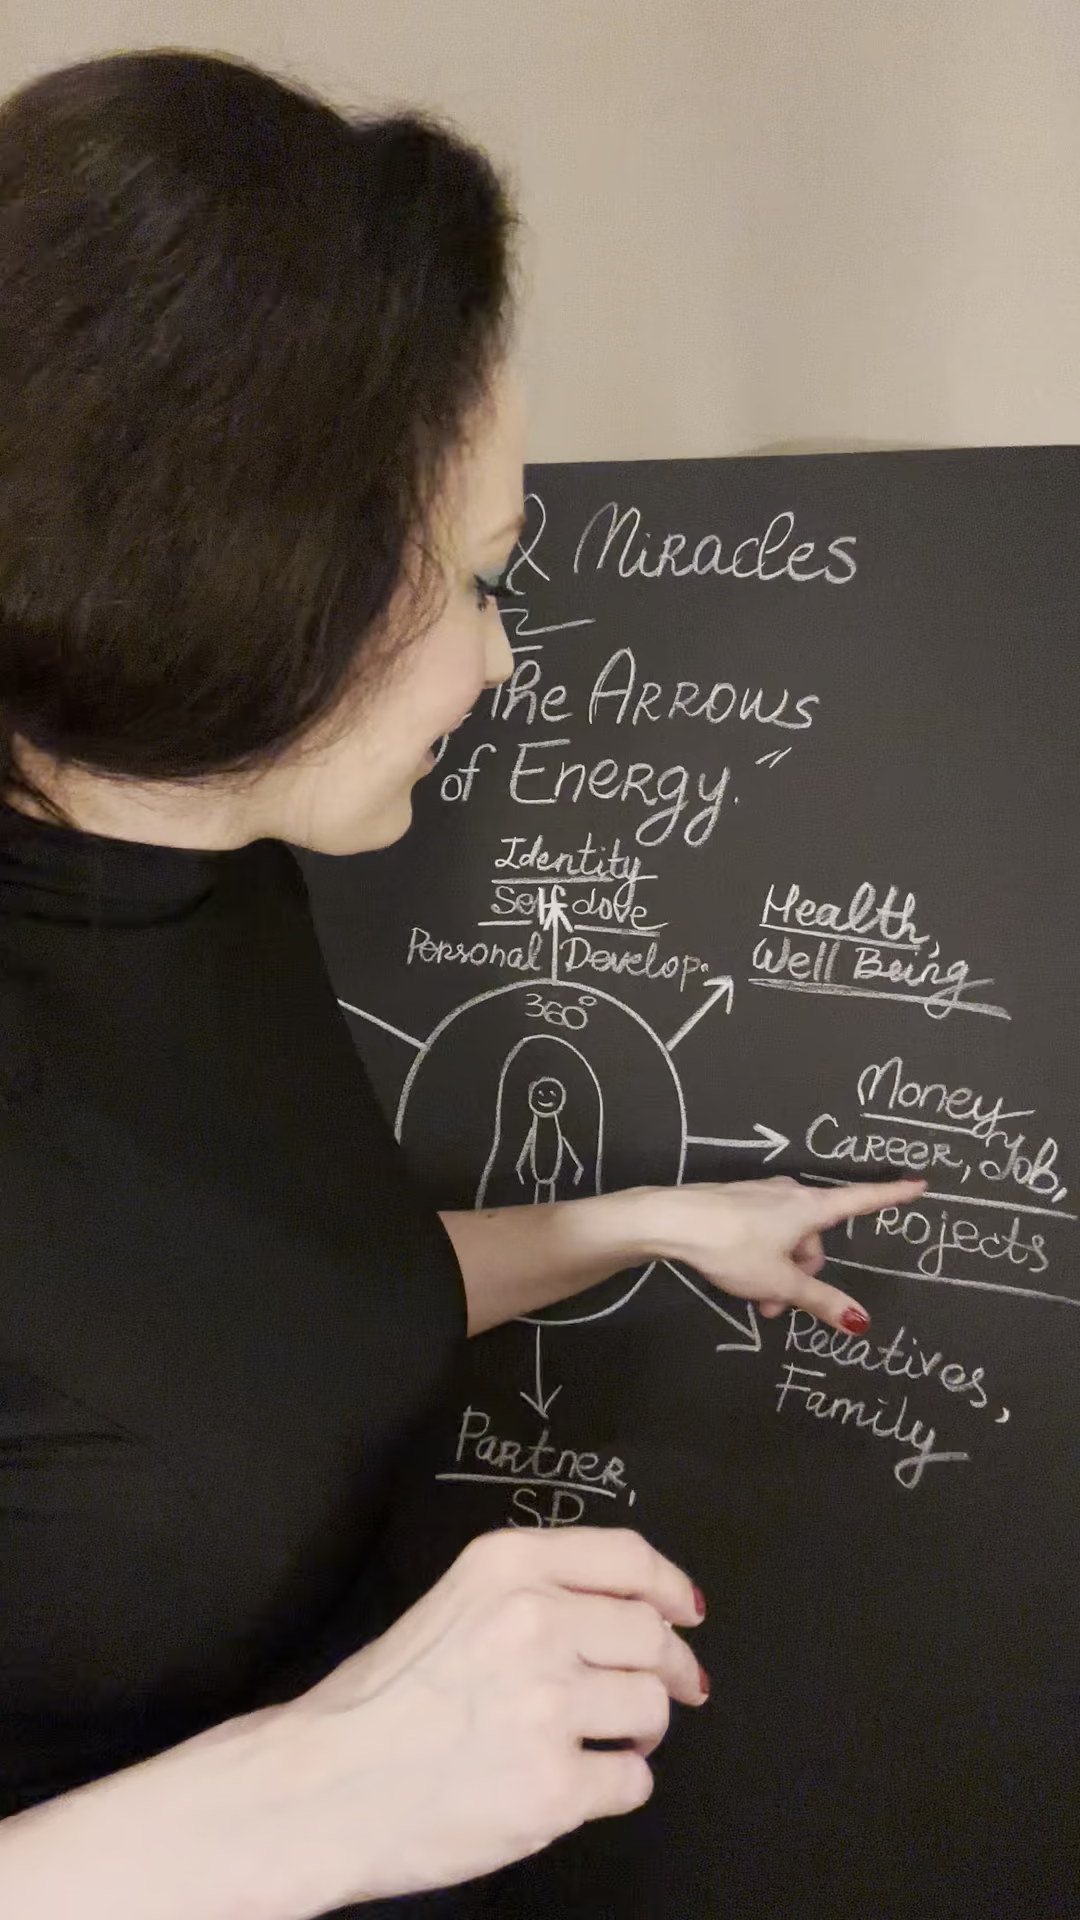 & Miracles
The Arrows
of Energy."
Identity
Self Love
Personal Develop.
Health,
Well Being
360°
Money
Career, Job,
Projects
Relatives,
Family
Partner,
SP